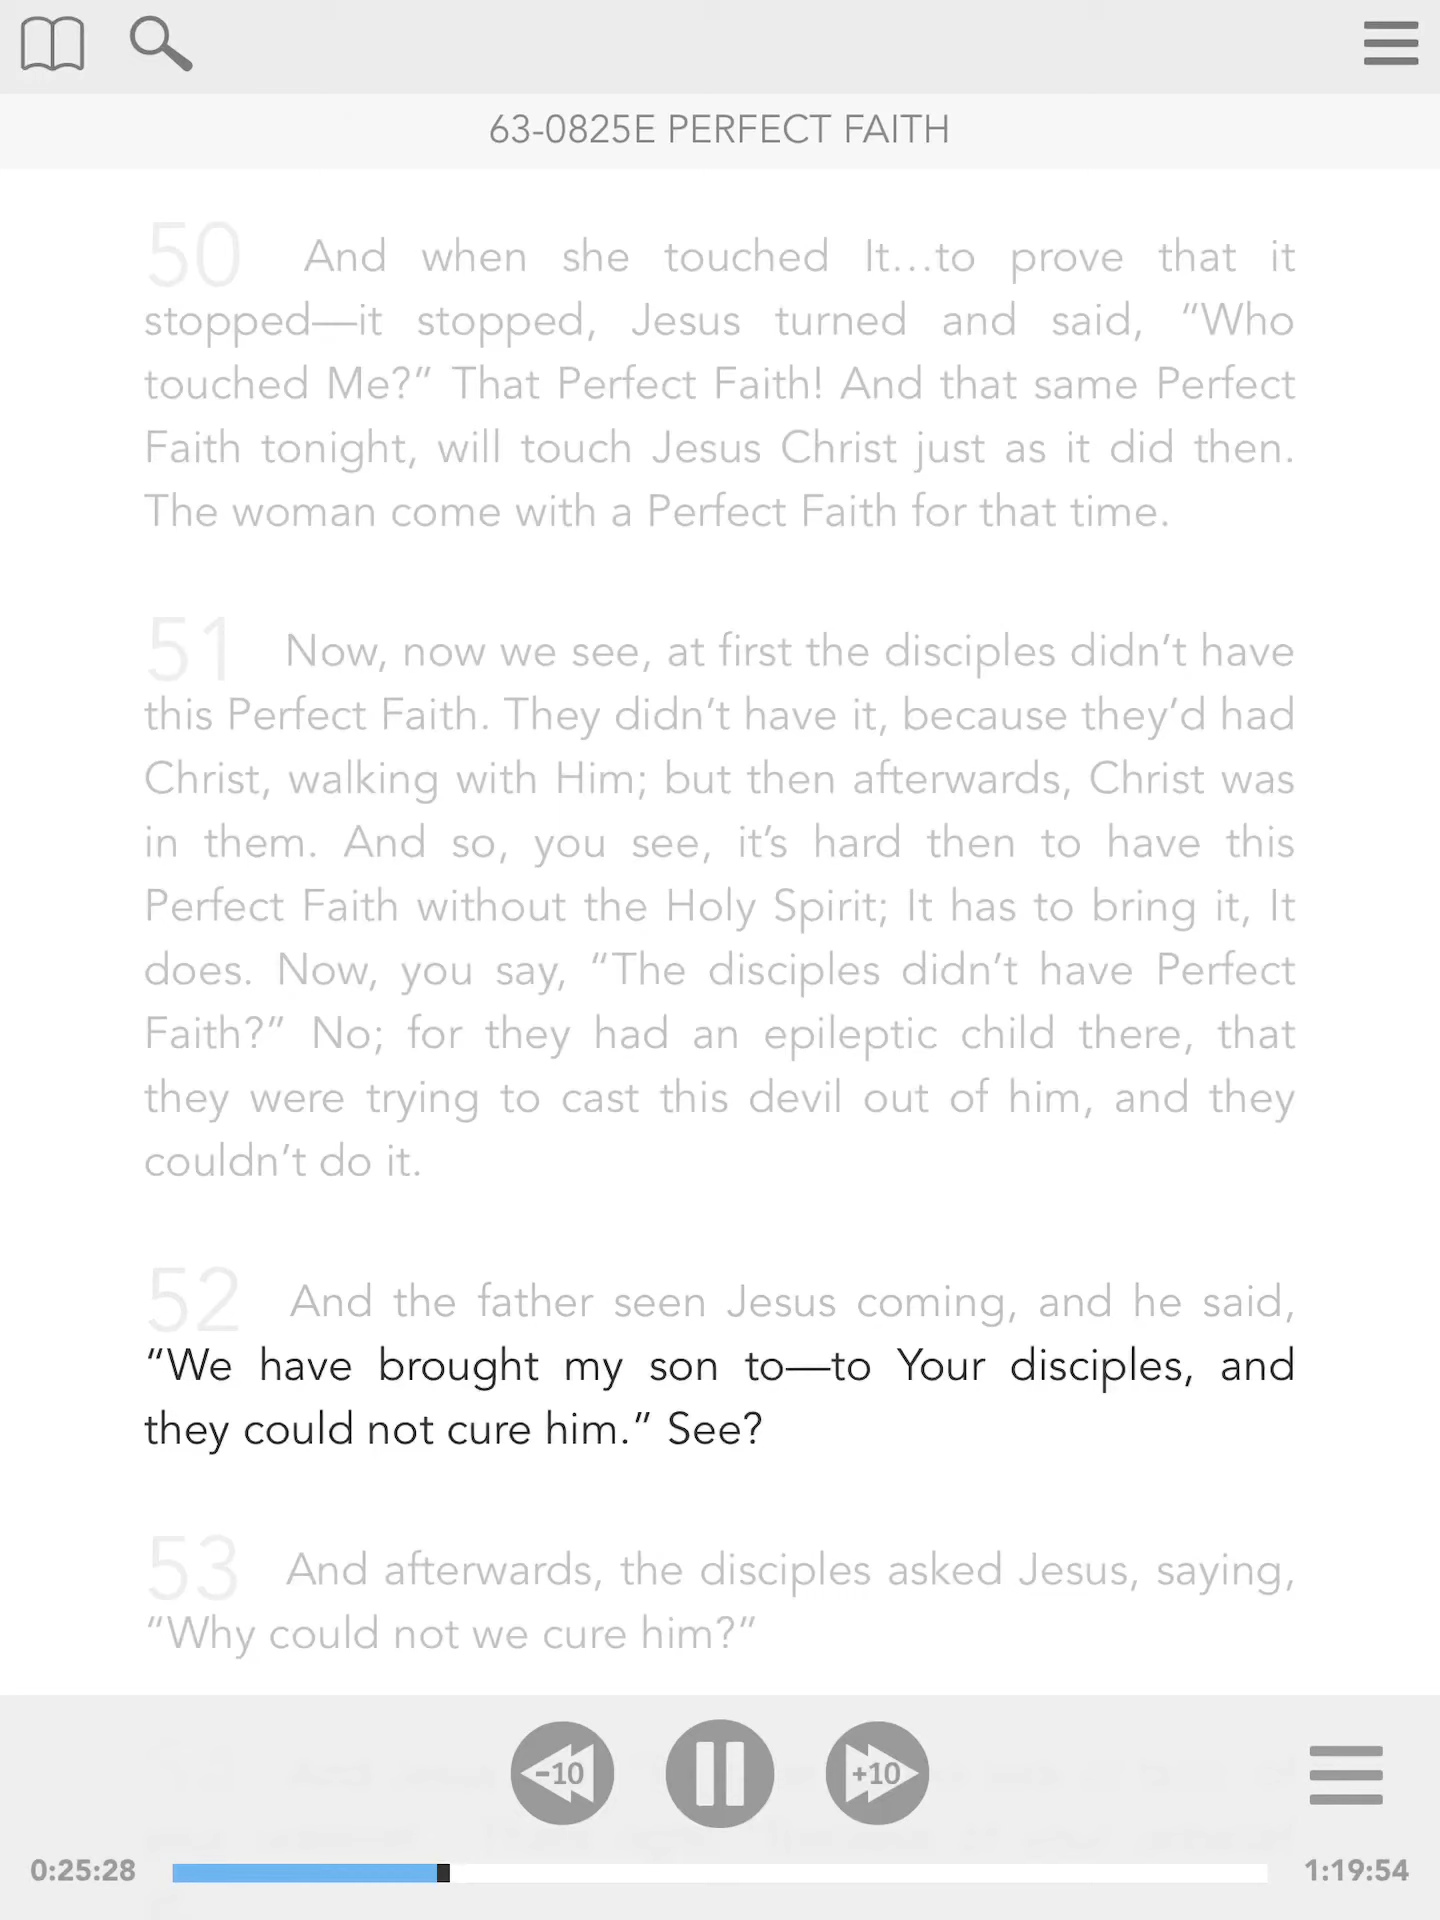 63-0825E PERFECT FAITH
50 And when she touched It…to prove that it
stopped—it stopped, Jesus turned and said, “Who
touched Me?” That Perfect Faith! And that same Perfect
Faith tonight, will touch Jesus Christ just as it did then.
The woman come with a Perfect Faith for that time.
51 Now, now we see, at first the disciples didn’t have
this Perfect Faith. They didn’t have it, because they’d had
Christ, walking with Him; but then afterwards, Christ was
in them. And so, you see, it’s hard then to have this
Perfect Faith without the Holy Spirit; It has to bring it, It
does. Now, you say, “The disciples didn’t have Perfect
Faith?” No; for they had an epileptic child there, that
they were trying to cast this devil out of him, and they
couldn’t do it.
52 And the father seen Jesus coming, and he said,
“We have brought my son to—to Your disciples, and
they could not cure him.” See?
53 And afterwards, the disciples asked Jesus, saying,
“Why could not we cure him?”
-10 +10
0:25:28 1:19:54